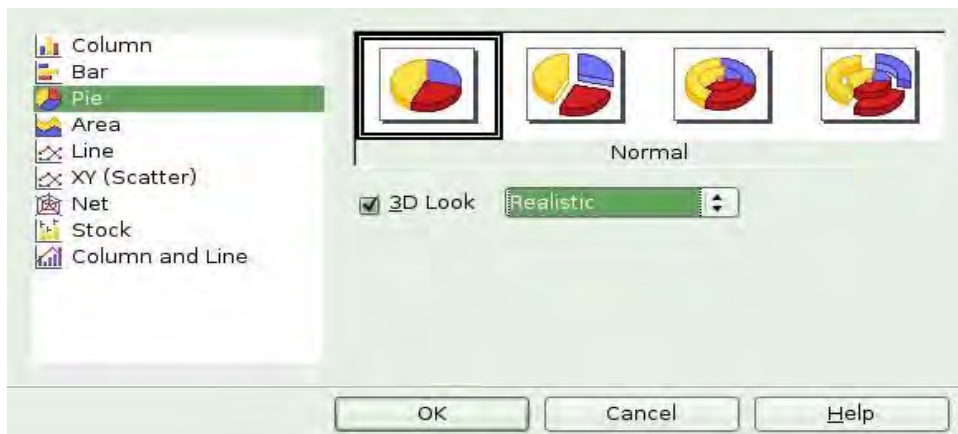 Column
Bar
Pie
Area
Line
XY (Scatter)
Net
Stock
Column and Line
Normal
3D Look
Realistic
OK
Cancel
Help